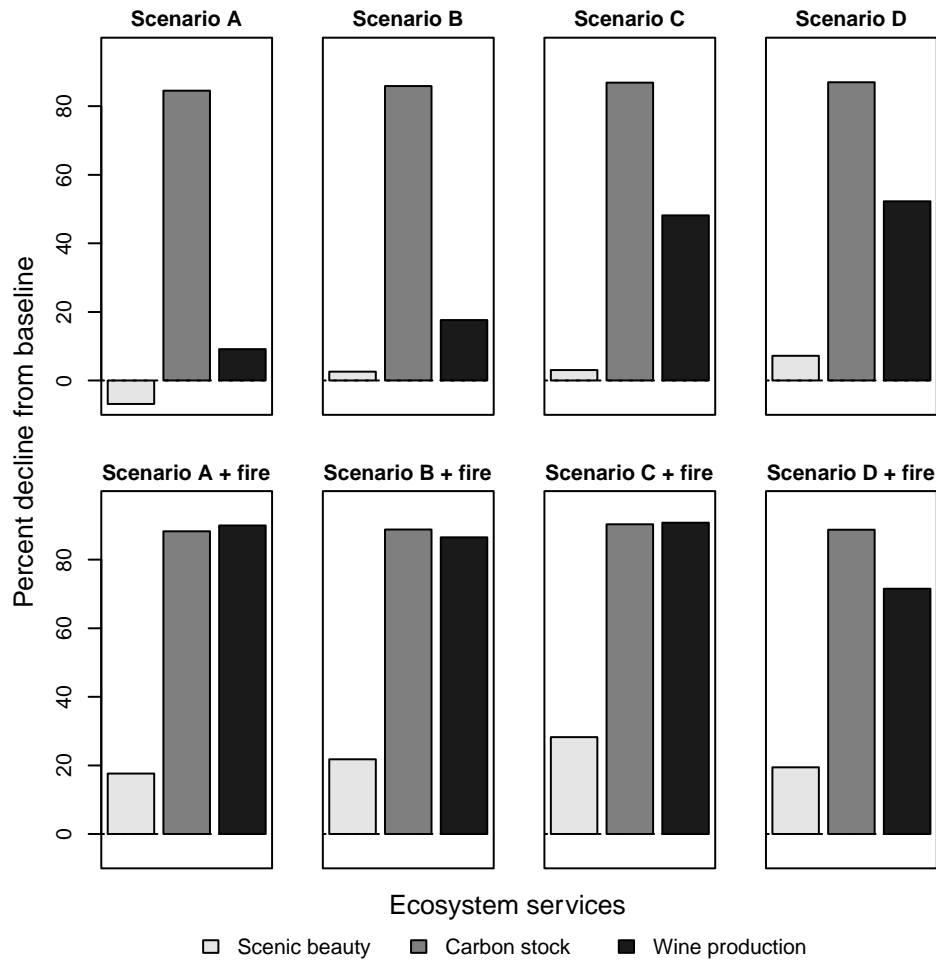 Scenario A Scenario B Scenario C Scenario D
80
60
40
20
0
Percent decline from baseline
Scenario A + fire Scenario B + fire Scenario C + fire Scenario D + fire
80
60
40
20
0
Ecosystem services
Scenic beauty Carbon stock Wine production